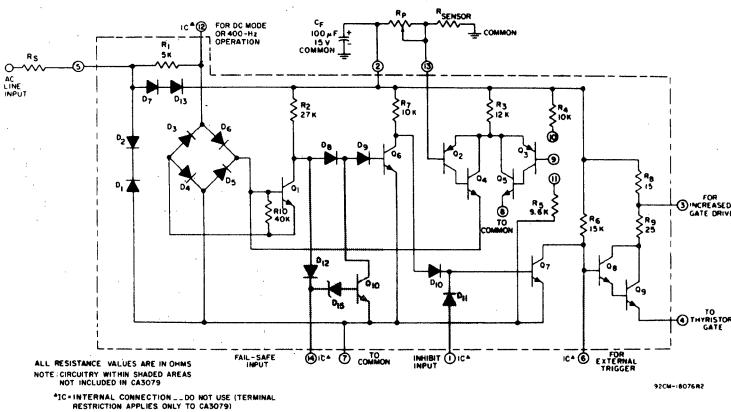 CF
100 µF
15 V
COMMON
RP
RSENSOR
COMMON
IC▲ 12
FOR DC MODE
OR 400-Hz
OPERATION
RS
5
R1
5K
2
13
AC
LINE
INPUT
D7
D13
R2
27K
R7
10K
R3
12K
R4
10K
10
D2
D3
D6
D8
D9
Q6
Q2
Q3
9
D1
D4
D5
Q1
Q4
Q5
11
R8
15
3
FOR
INCREASED
GATE DRIVE
R10
40K
8
TO
COMMON
R5
9.6K
R6
15K
R9
25
D12
D15
Q10
D10
D11
Q7
Q8
Q9
4
TO
THYRISTOR
GATE
FAIL-SAFE
INPUT
14 IC▲
7
TO
COMMON
INHIBIT
INPUT
1 IC▲
IC▲ 6
FOR
EXTERNAL
TRIGGER
ALL RESISTANCE VALUES ARE IN OHMS
NOTE: CIRCUITRY WITHIN SHADED AREAS
NOT INCLUDED IN CA3079
▲IC=INTERNAL CONNECTION__DO NOT USE (TERMINAL
RESTRICTION APPLIES ONLY TO CA3079)
92CM-18076R2